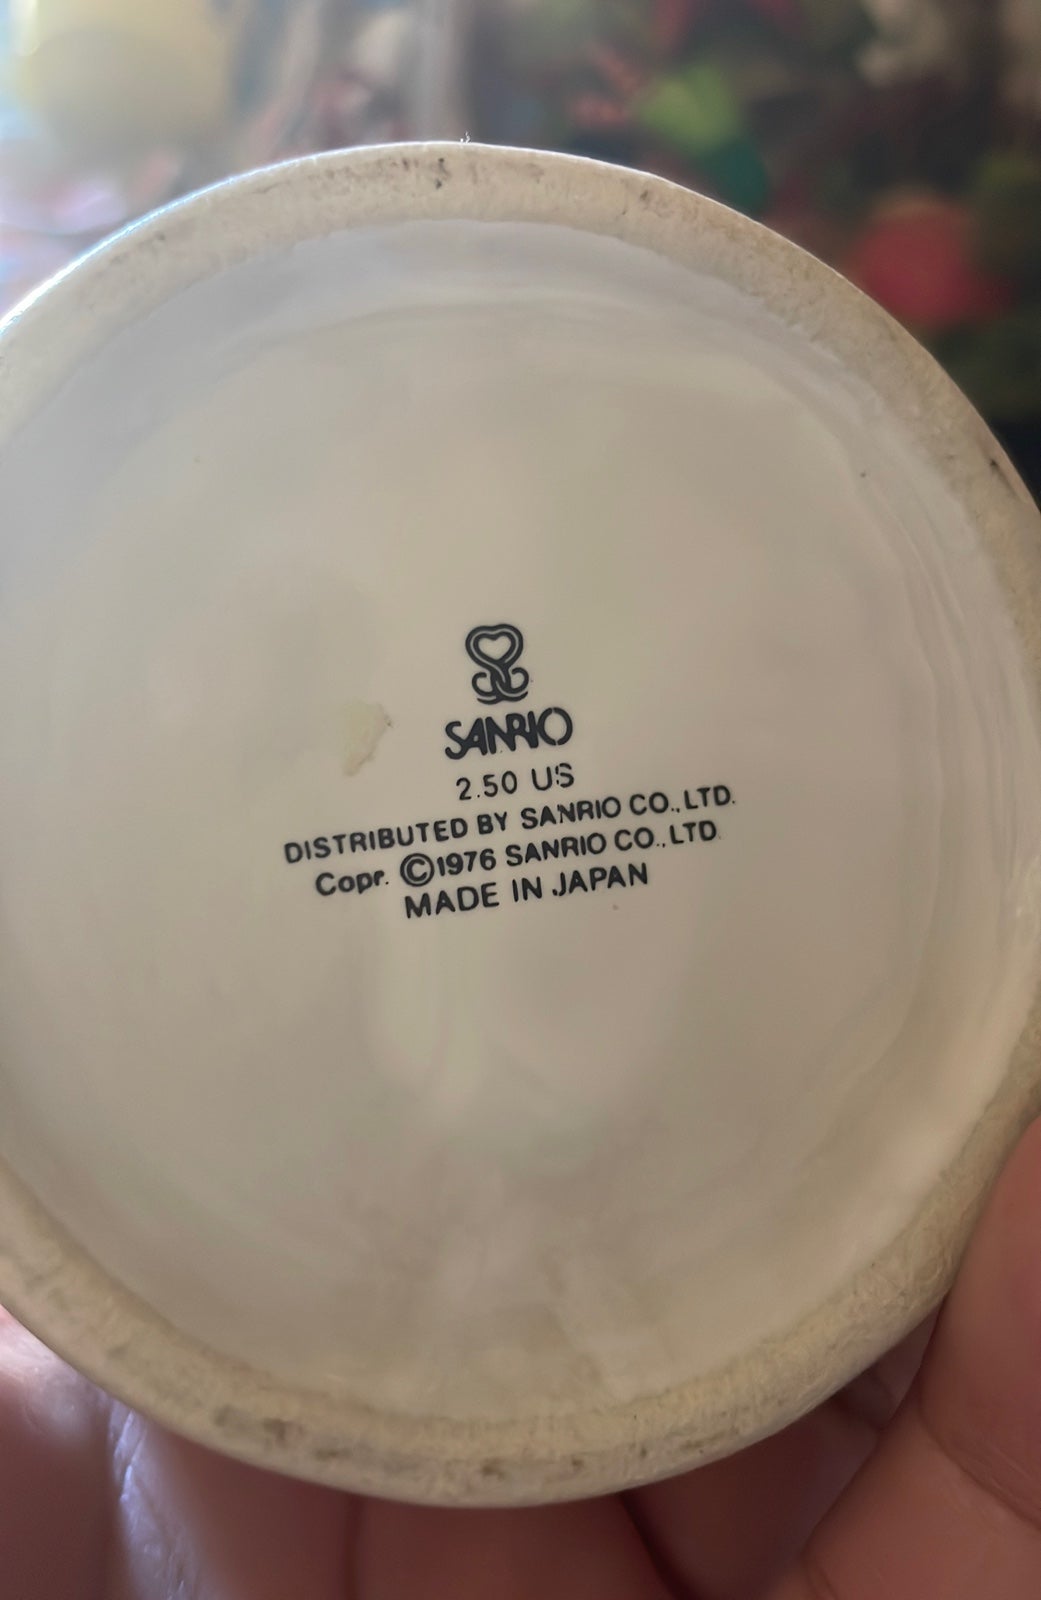 SANRIO
2.50 US
DISTRIBUTED BY SANRIO CO., LTD.
Copr. ©1976 SANRIO CO., LTD.
MADE IN JAPAN